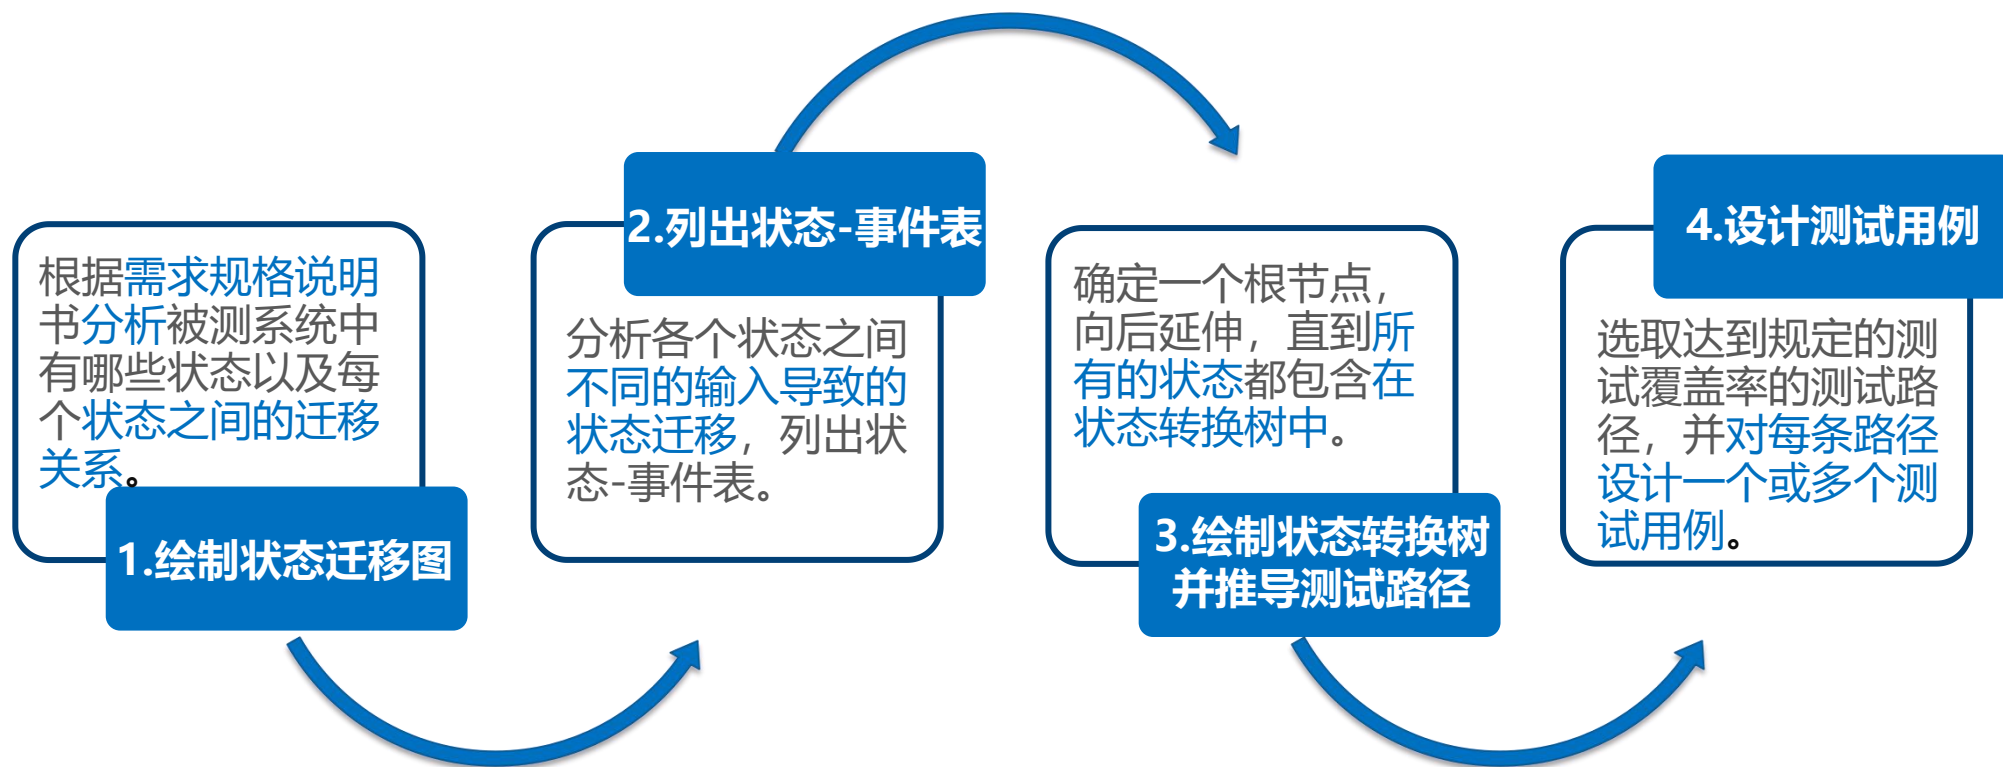 根据需求规格说明
书分析被测系统中
有哪些状态以及每
个状态之间的迁移
关系。
1.绘制状态迁移图
2.列出状态-事件表
分析各个状态之间
不同的输入导致的
状态迁移，列出状
态-事件表。
确定一个根节点，
向后延伸，直到所
有的状态都包含在
状态转换树中。
3.绘制状态转换树
并推导测试路径
4.设计测试用例
选取达到规定的测
试覆盖率的测试路
径，并对每条路径
设计一个或多个测
试用例。